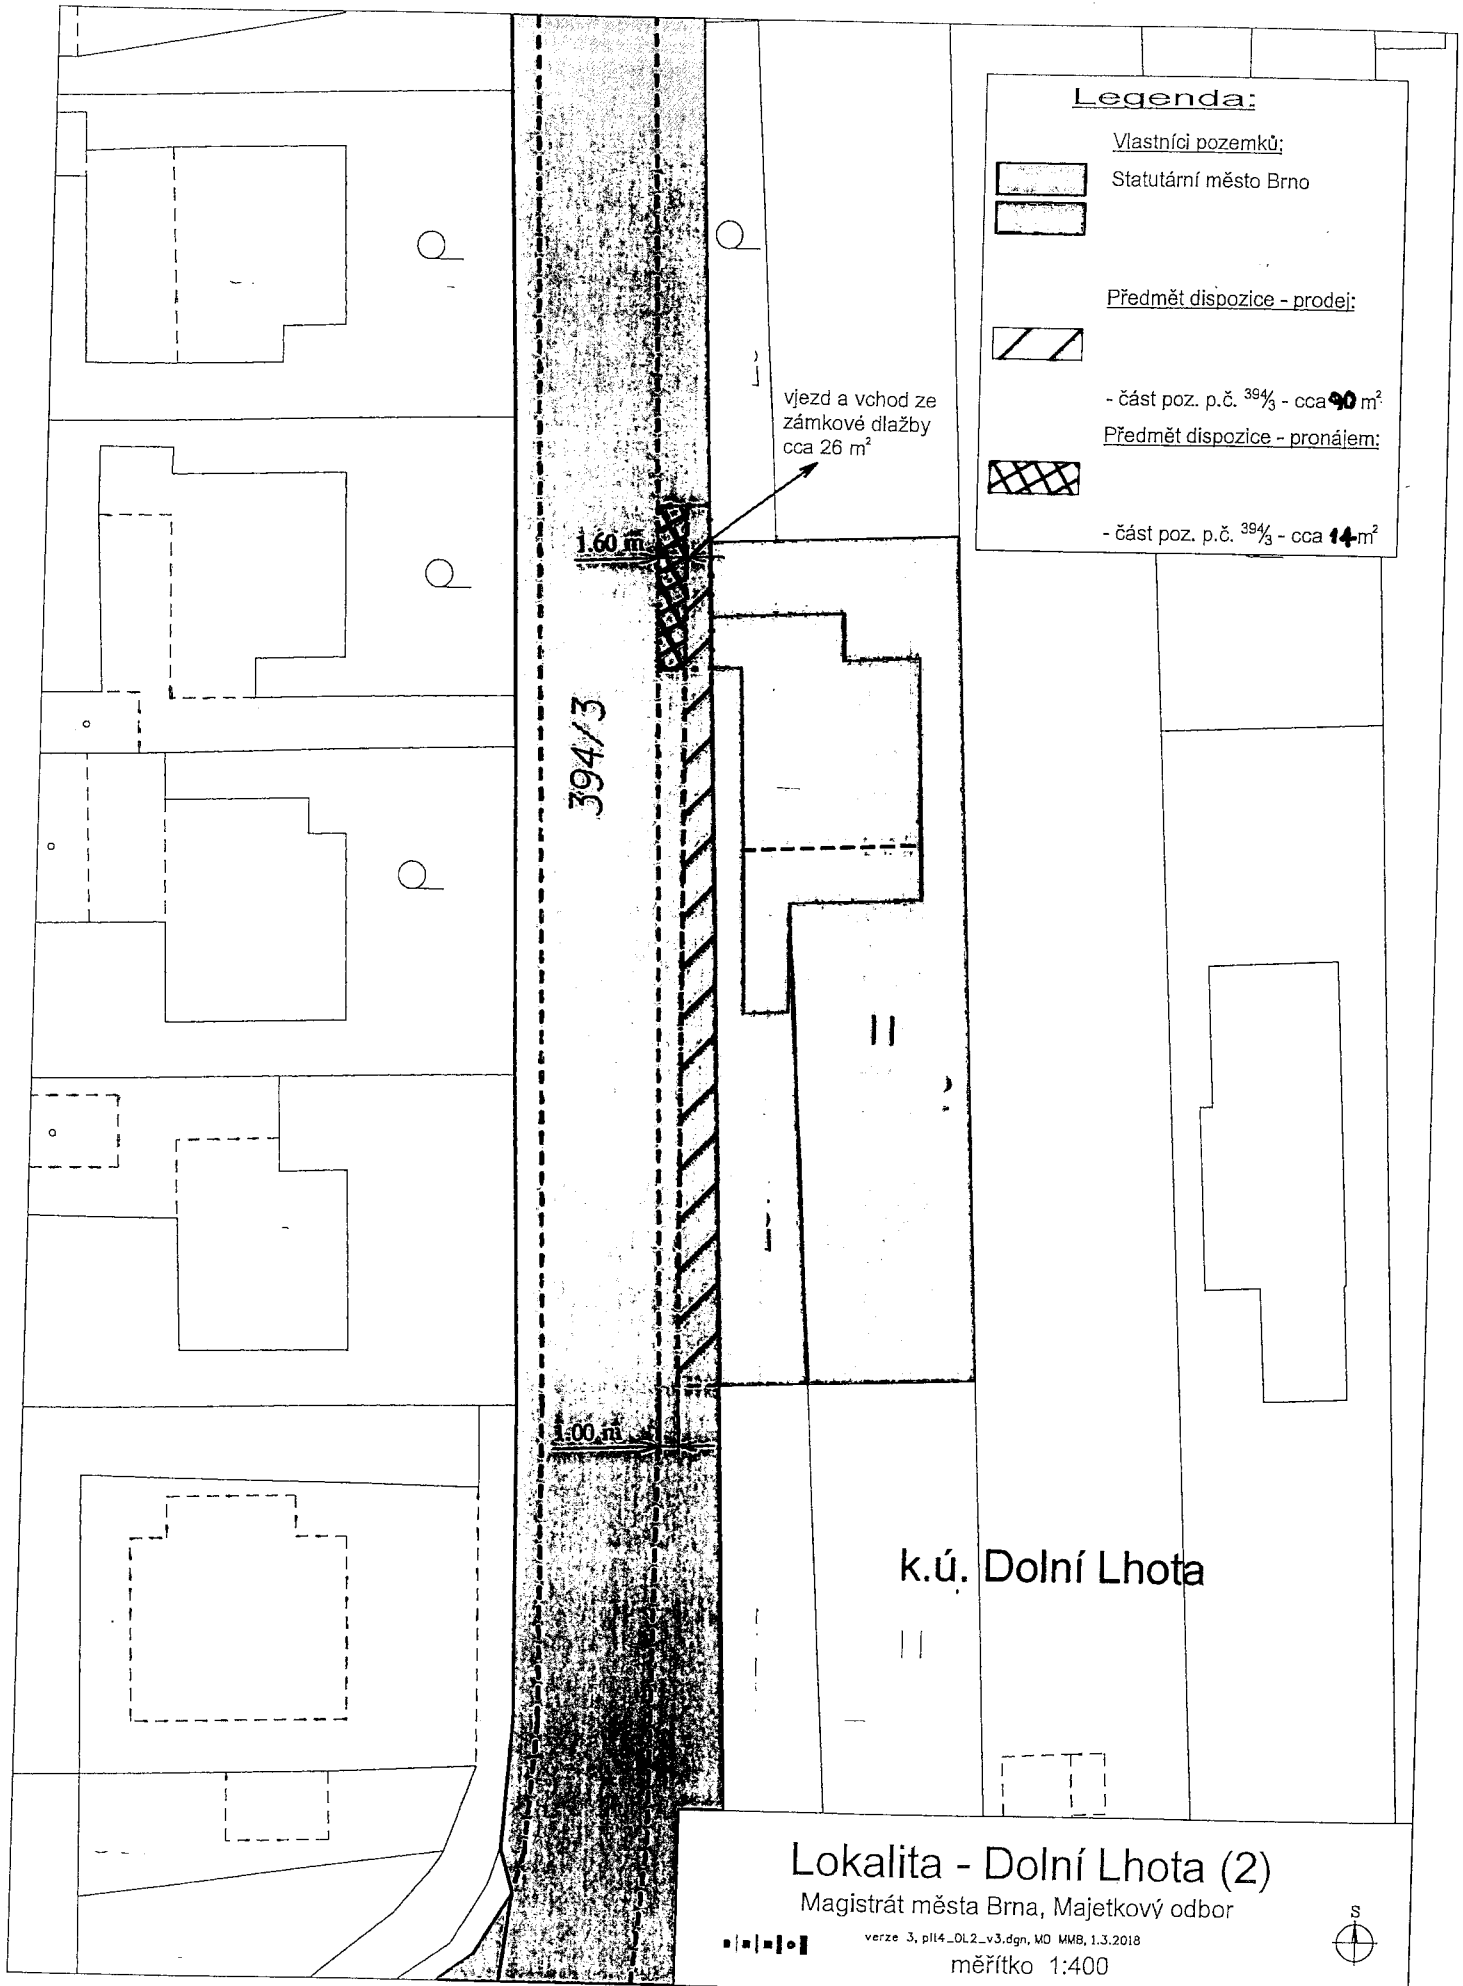 Legenda:
Vlastníci pozemků:
Statutární město Brno
Předmět dispozice - prodej:
- část poz. p.č. 394/3 - cca 90 m²
Předmět dispozice - pronájem:
- část poz. p.č. 394/3 - cca 14 m²
vjezd a vchod ze
zámkové dlažby
cca 26 m²
1.60 m
394/3
1.00 m
k.ú. Dolní Lhota
Lokalita - Dolní Lhota (2)
Magistrát města Brna, Majetkový odbor
verze 3, pl14_OL2_v3.dgn, MO MMB, 1.3.2018
měřítko 1:400
S